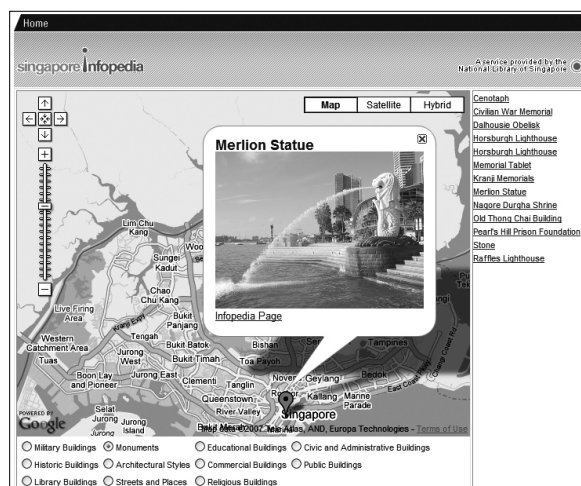 Home
singapore infopedia
A service provided by the
National Library of Singapore
Map Satellite Hybrid
Cenotaph
Civilian War Memorial
Dalhousie Obelisk
Horsburgh Lighthouse
Horsburgh Lighthouse
Memorial Tablet
Kranji Memorials
Merlion Statue
Nagore Durgha Shrine
Old Thong Chai Building
Pearl's Hill Prison Foundation
Stone
Raffles Lighthouse
Merlion Statue
Infopedia Page
Lim Chu
Kang
Sungei
Kadut
Chao
Chu Kang
Live Firing
Area
Kranji Expy
Bukit
Panjang
Western
Catchment Area
Tengah
Bukit Batok
Bishan
Tampines
Tuas
Jurong
West
Bukit Timah
Toa Payoh
Boon Lay
and Pioneer
Jurong East
Clementi
Tanglin
Geylang
Bedok
East Coast
Queenstown
Kallang
Marine
Parade
River Valley
Selat
Jurong
Jurong
Island
Jurong
Singapore
POWERED BY
Google
Map data ©2007 Tele Atlas, AND, Europa Technologies - Terms of Use
Military Buildings Monuments Educational Buildings Civic and Administrative Buildings
Historic Buildings Architectural Styles Commercial Buildings Public Buildings
Library Buildings Streets and Places Religious Buildings